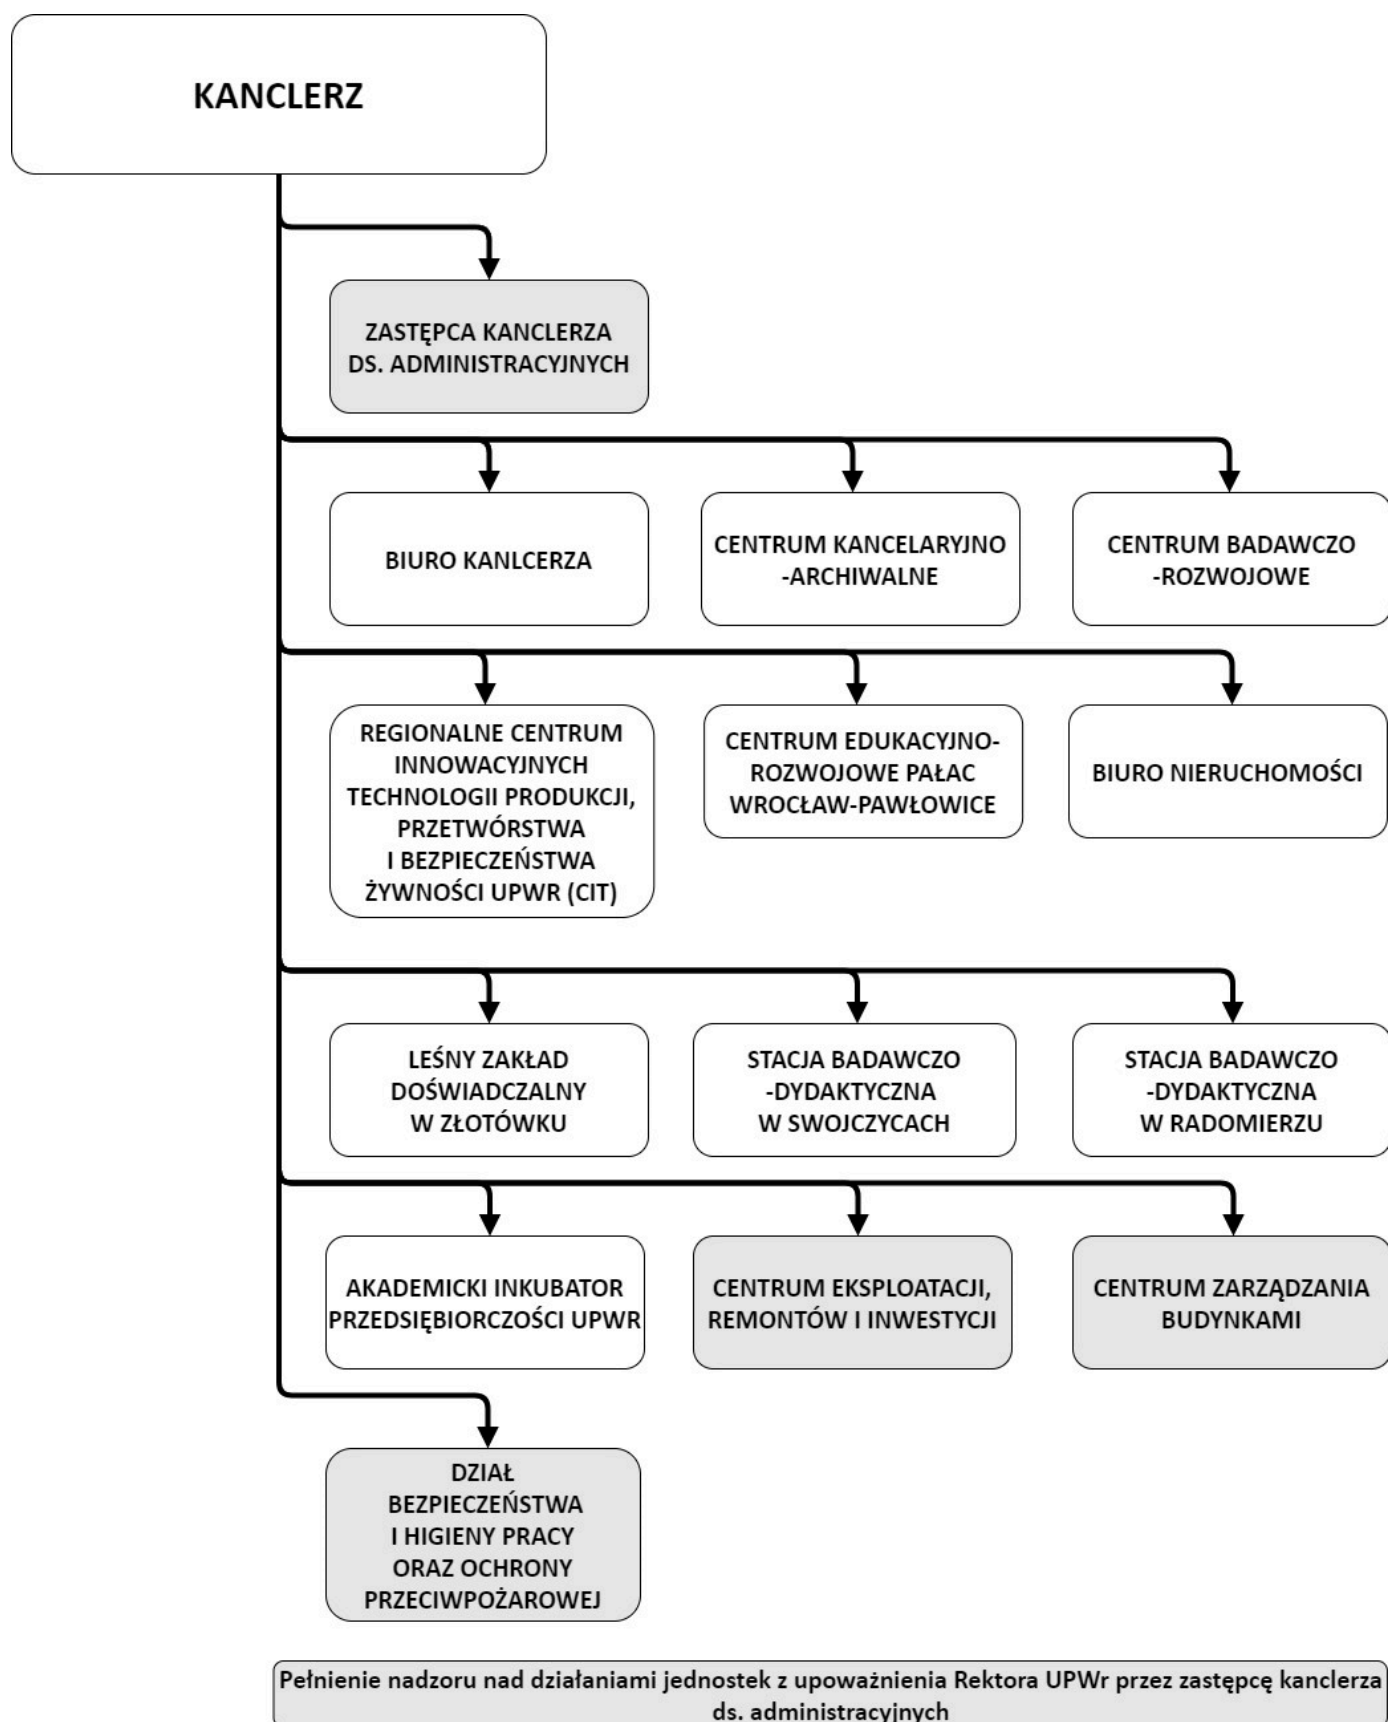 KANCLERZ
ZASTĘPCA KANCLERZA
DS. ADMINISTRACYJNYCH
BIURO KANLCERZA
CENTRUM KANCELARYJNO
-ARCHIWALNE
CENTRUM BADAWCZO
-ROZWOJOWE
REGIONALNE CENTRUM
INNOWACYJNYCH
TECHNOLOGII PRODUKCJI,
PRZETWÓRSTWA
I BEZPIECZEŃSTWA
ŻYWNOŚCI UPWR (CIT)
CENTRUM EDUKACYJNO-
ROZWOJOWE PAŁAC
WROCŁAW-PAWŁOWICE
BIURO NIERUCHOMOŚCI
LEŚNY ZAKŁAD
DOŚWIADCZALNY
W ZŁOTÓWKU
STACJA BADAWCZO
-DYDAKTYCZNA
W SWOJCZYCACH
STACJA BADAWCZO
-DYDAKTYCZNA
W RADOMIERZU
AKADEMICKI INKUBATOR
PRZEDSIĘBIORCZOŚCI UPWR
CENTRUM EKSPLOATACJI,
REMONTÓW I INWESTYCJI
CENTRUM ZARZĄDZANIA
BUDYNKAMI
DZIAŁ
BEZPIECZEŃSTWA
I HIGIENY PRACY
ORAZ OCHRONY
PRZECIWPOŻAROWEJ
Pełnienie nadzoru nad działaniami jednostek z upoważnienia Rektora UPWr przez zastępcę kanclerza
ds. administracyjnych